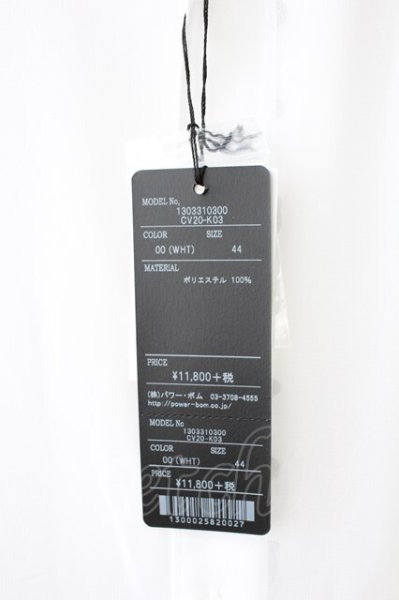 MODEL No,
1303310300
CV20-K03
COLOR SIZE
00 (WHT) 44
MATERIAL
ポリエステル 100%
PRICE
¥11,800+税
(株)パワー・ボム 03-3708-4555
http://power-bom.co.jp/
MODEL No
1303310300
CV20-K03
COLOR SIZE
00 (WHT) 44
PRICE
¥11,800+税
1300025820027